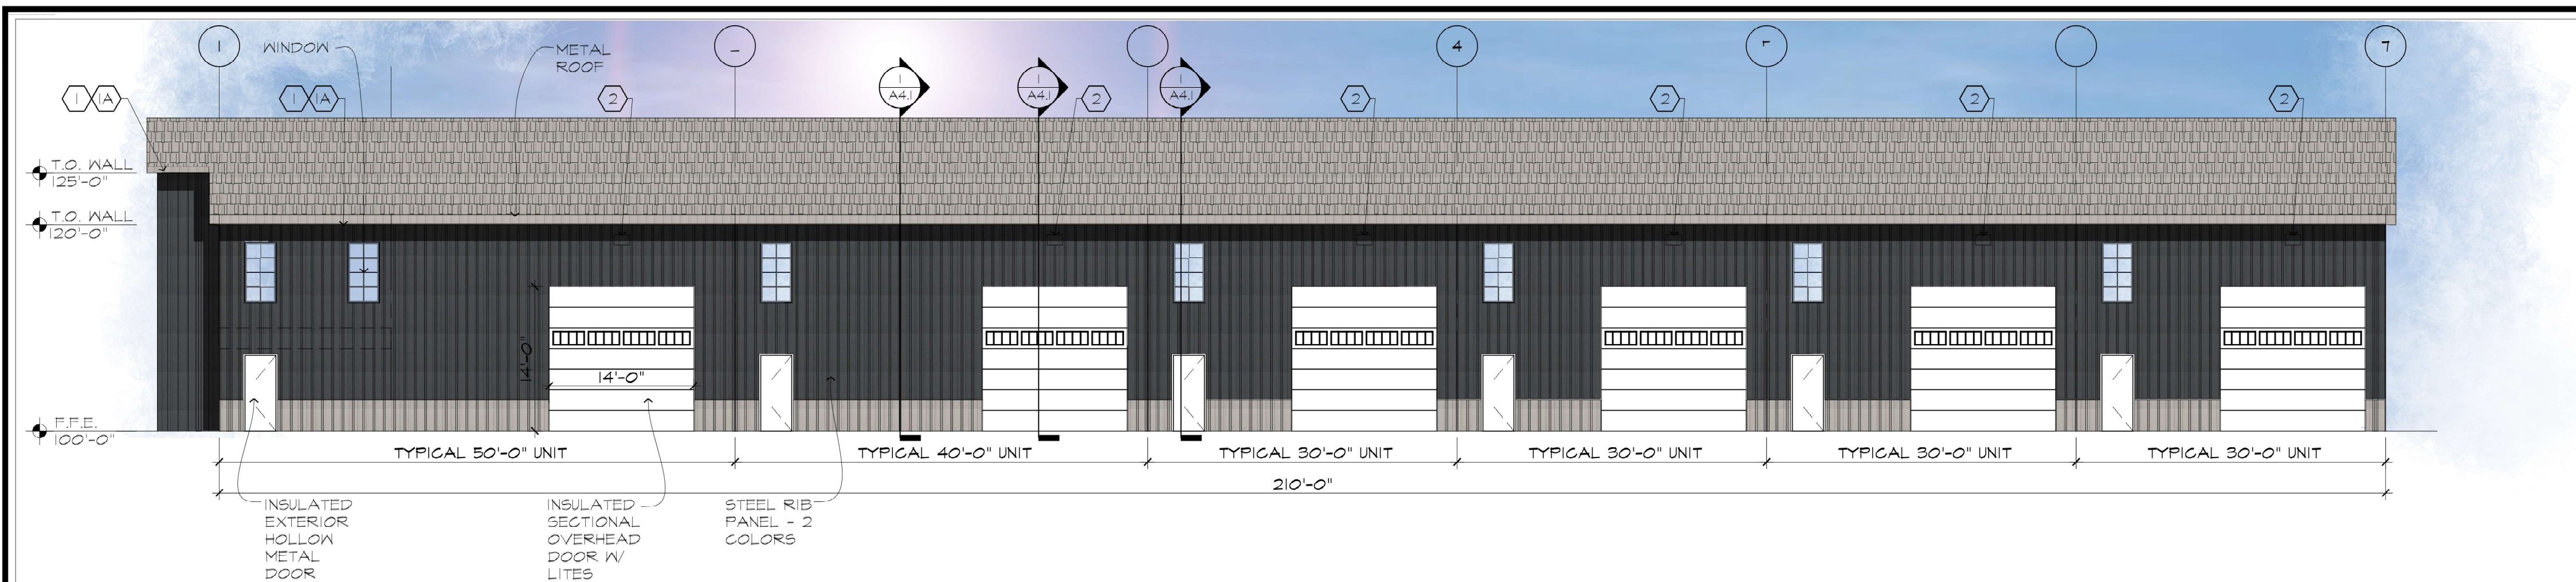 1
4
7
WINDOW
METAL
ROOF
1
A4.1
1
A4.1
1
A4.1
1 1A
1 1A
2
2
2
2
2
2
T.O. WALL
125'-0"
T.O. WALL
120'-0"
14'-0"
14'-0"
F.F.E.
100'-0"
TYPICAL 50'-0" UNIT
TYPICAL 40'-0" UNIT
TYPICAL 30'-0" UNIT
TYPICAL 30'-0" UNIT
TYPICAL 30'-0" UNIT
TYPICAL 30'-0" UNIT
210'-0"
INSULATED
EXTERIOR
HOLLOW
METAL
DOOR
INSULATED
SECTIONAL
OVERHEAD
DOOR W/
LITES
STEEL RIB
PANEL - 2
COLORS